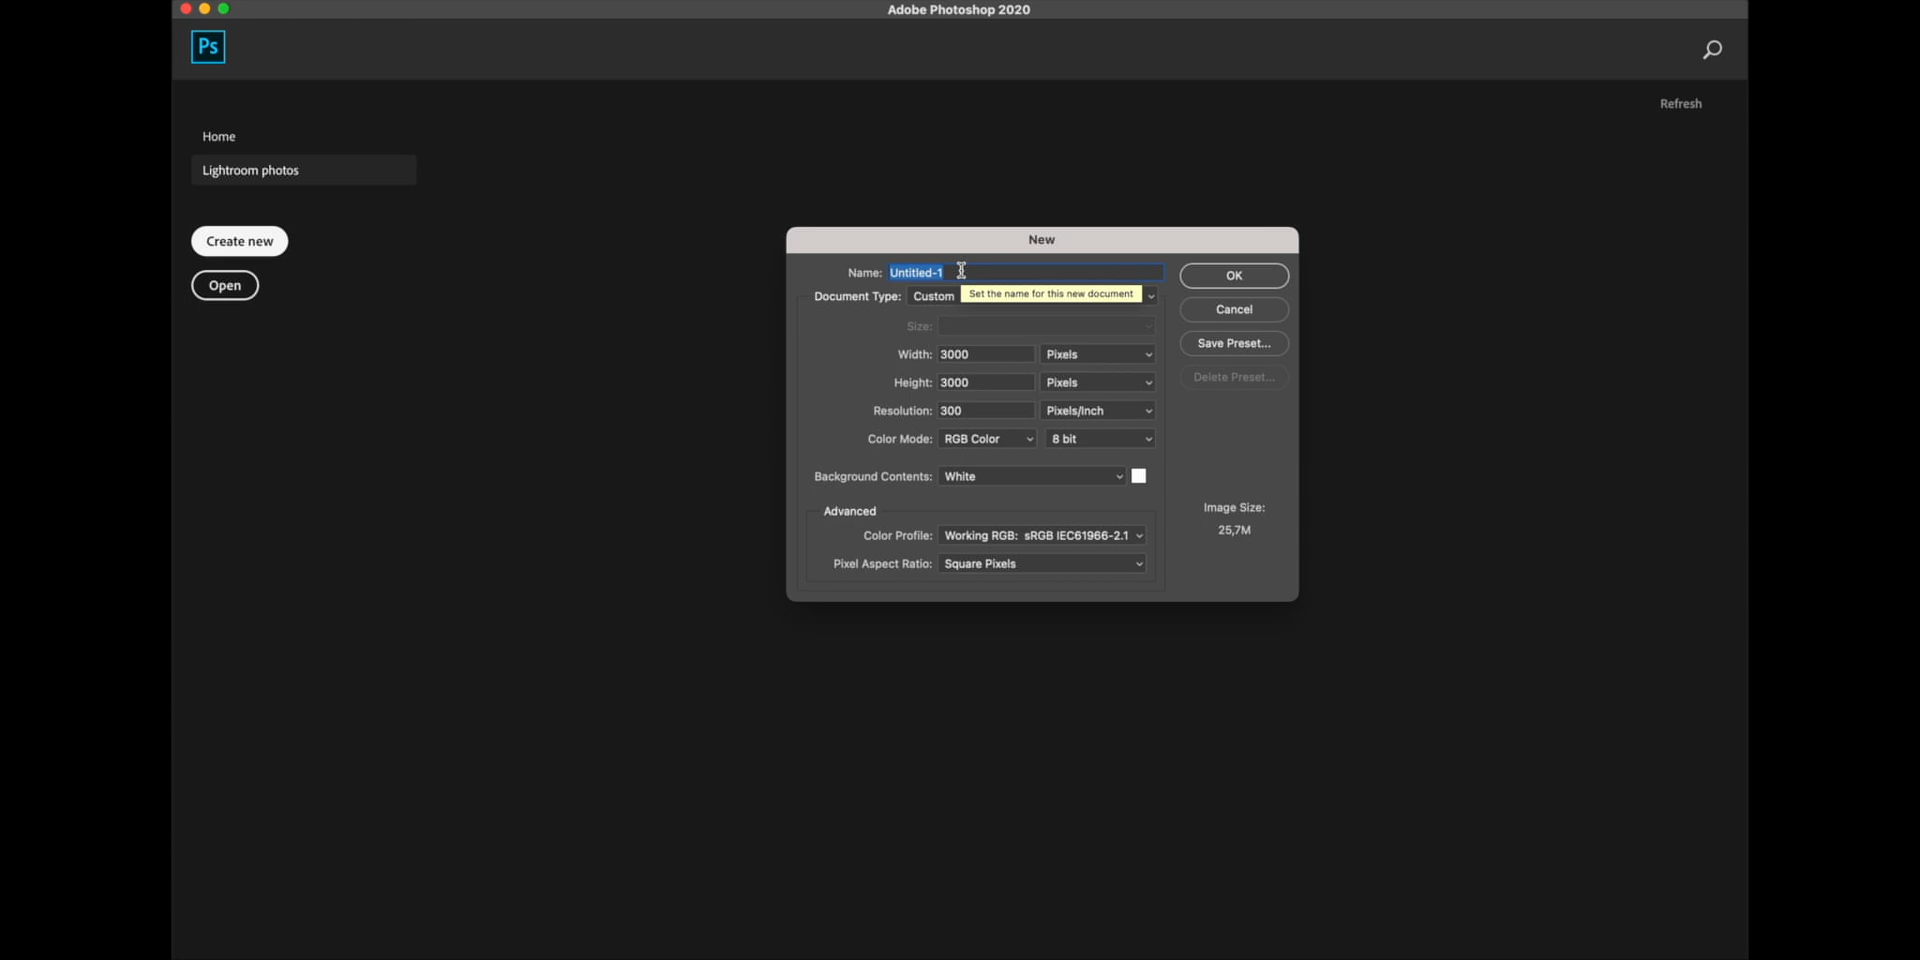 Adobe Photoshop 2020
Ps
Refresh
Home
Lightroom photos
Create new
Open
New
Name: Untitled-1
OK
Set the name for this new document
Document Type: Custom
Cancel
Size:
Save Preset...
Width: 3000 Pixels
Height: 3000 Pixels
Delete Preset...
Resolution: 300 Pixels/Inch
Color Mode: RGB Color 8 bit
Background Contents: White
Advanced
Image Size:
25,7M
Color Profile: Working RGB: sRGB IEC61966-2.1
Pixel Aspect Ratio: Square Pixels